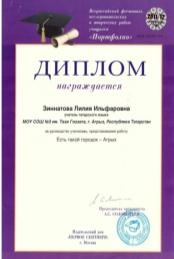 Всероссийский фестиваль
исследовательских
и творческих работ
учащихся
«Портфолио»
2011/12
ДИПЛОМ
награждается
Зиннатова Лилия Ильфаровна
учитель татарского языка
МОУ СОШ №3 им. Тази Гиззата, г. Агрыз, Республика Татарстан
за руководство учениками, представившими работу
Есть такой городок – Агрыз
Председатель оргкомитета
А.С. СОЛОВЕЙЧИК
Издательский дом
«ПЕРВОЕ СЕНТЯБРЯ»
г. Москва